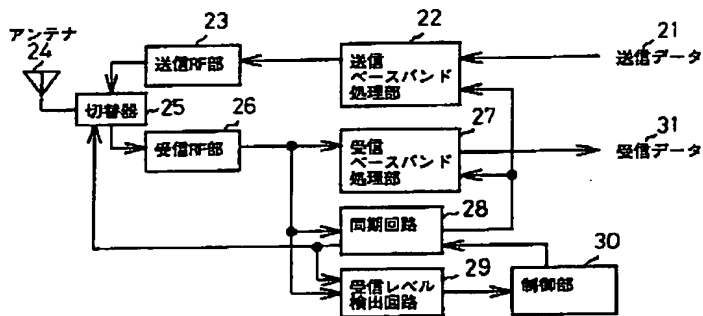 アンテナ
24
23
送信RF部
22
送信
ベースバンド
処理部
21
送信データ
切替器
25
26
受信RF部
27
受信
ベースバンド
処理部
31
受信データ
28
同期回路
29
受信レベル
検出回路
30
制御部